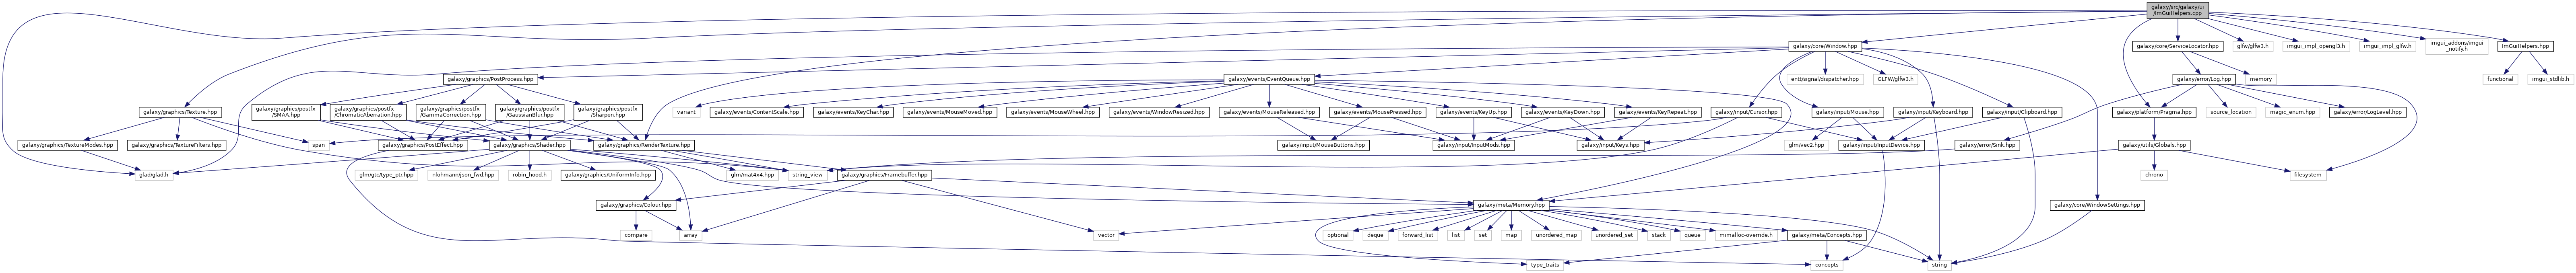 galaxy/src/galaxy/ui
/ImGuiHelpers.cpp
galaxy/core/Window.hpp
galaxy/core/ServiceLocator.hpp
glfw/glfw3.h
imgui_impl_opengl3.h
imgui_impl_glfw.h
imgui_addons/imgui
_notify.h
ImGuiHelpers.hpp
galaxy/graphics/PostProcess.hpp
galaxy/events/EventQueue.hpp
entt/signal/dispatcher.hpp
GLFW/glfw3.h
galaxy/error/Log.hpp
memory
functional
imgui_stdlib.h
galaxy/graphics/Texture.hpp
galaxy/graphics/postfx
/SMAA.hpp
galaxy/graphics/postfx
/ChromaticAberration.hpp
galaxy/graphics/postfx
/GammaCorrection.hpp
galaxy/graphics/postfx
/GaussianBlur.hpp
galaxy/graphics/postfx
/Sharpen.hpp
variant
galaxy/events/ContentScale.hpp
galaxy/events/KeyChar.hpp
galaxy/events/MouseMoved.hpp
galaxy/events/MouseWheel.hpp
galaxy/events/WindowResized.hpp
galaxy/events/MouseReleased.hpp
galaxy/events/MousePressed.hpp
galaxy/events/KeyUp.hpp
galaxy/events/KeyDown.hpp
galaxy/events/KeyRepeat.hpp
galaxy/input/Cursor.hpp
galaxy/input/Mouse.hpp
galaxy/input/Keyboard.hpp
galaxy/input/Clipboard.hpp
galaxy/platform/Pragma.hpp
source_location
magic_enum.hpp
galaxy/error/LogLevel.hpp
galaxy/graphics/TextureModes.hpp
galaxy/graphics/TextureFilters.hpp
span
galaxy/graphics/PostEffect.hpp
galaxy/graphics/Shader.hpp
galaxy/graphics/RenderTexture.hpp
galaxy/input/MouseButtons.hpp
galaxy/input/InputMods.hpp
galaxy/input/Keys.hpp
glm/vec2.hpp
galaxy/input/InputDevice.hpp
galaxy/error/Sink.hpp
galaxy/utils/Globals.hpp
glad/glad.h
glm/gtc/type_ptr.hpp
nlohmann/json_fwd.hpp
robin_hood.h
galaxy/graphics/UniformInfo.hpp
glm/mat4x4.hpp
string_view
galaxy/graphics/Framebuffer.hpp
chrono
filesystem
galaxy/graphics/Colour.hpp
galaxy/meta/Memory.hpp
galaxy/core/WindowSettings.hpp
compare
array
vector
optional
deque
forward_list
list
set
map
unordered_map
unordered_set
stack
queue
mimalloc-override.h
galaxy/meta/Concepts.hpp
type_traits
concepts
string